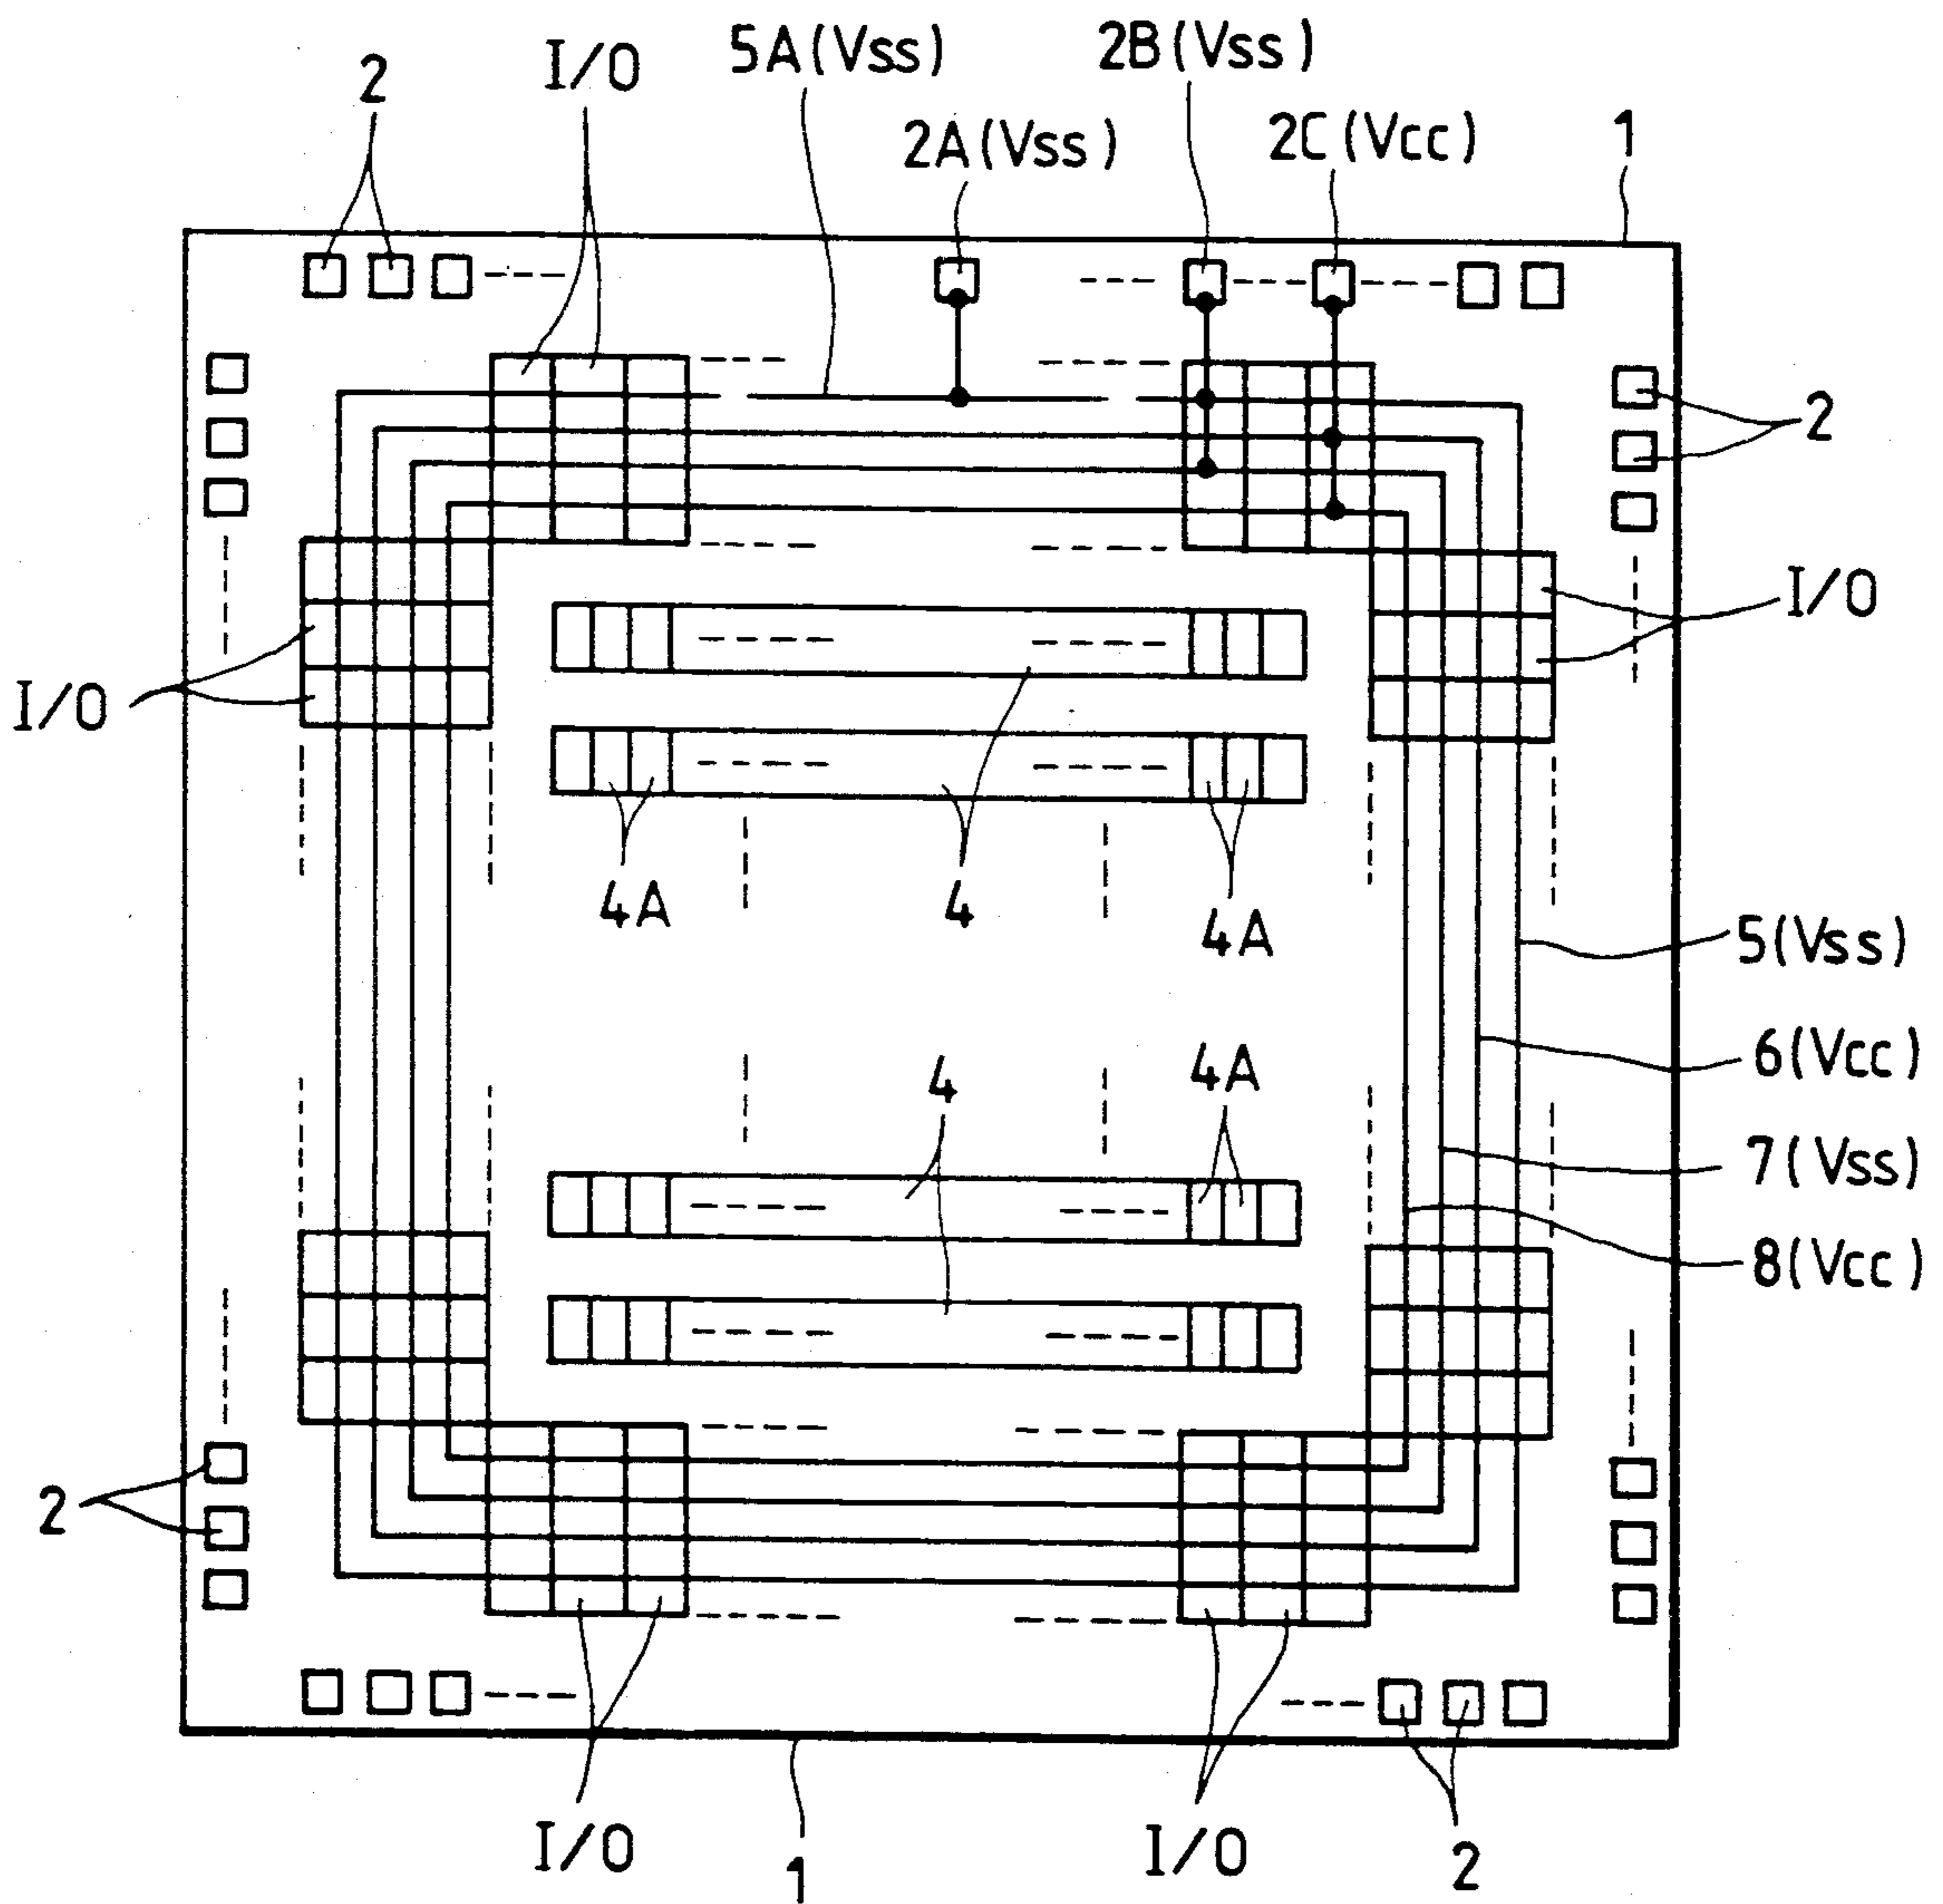 5A(Vss)
2B(Vss)
I/O
2
2A(Vss)
2C(Vcc)
1
2
I/O
I/O
4A
4
4A
5(Vss)
6(Vcc)
4
4A
7(Vss)
8(Vcc)
2
I/O
1
I/O
2